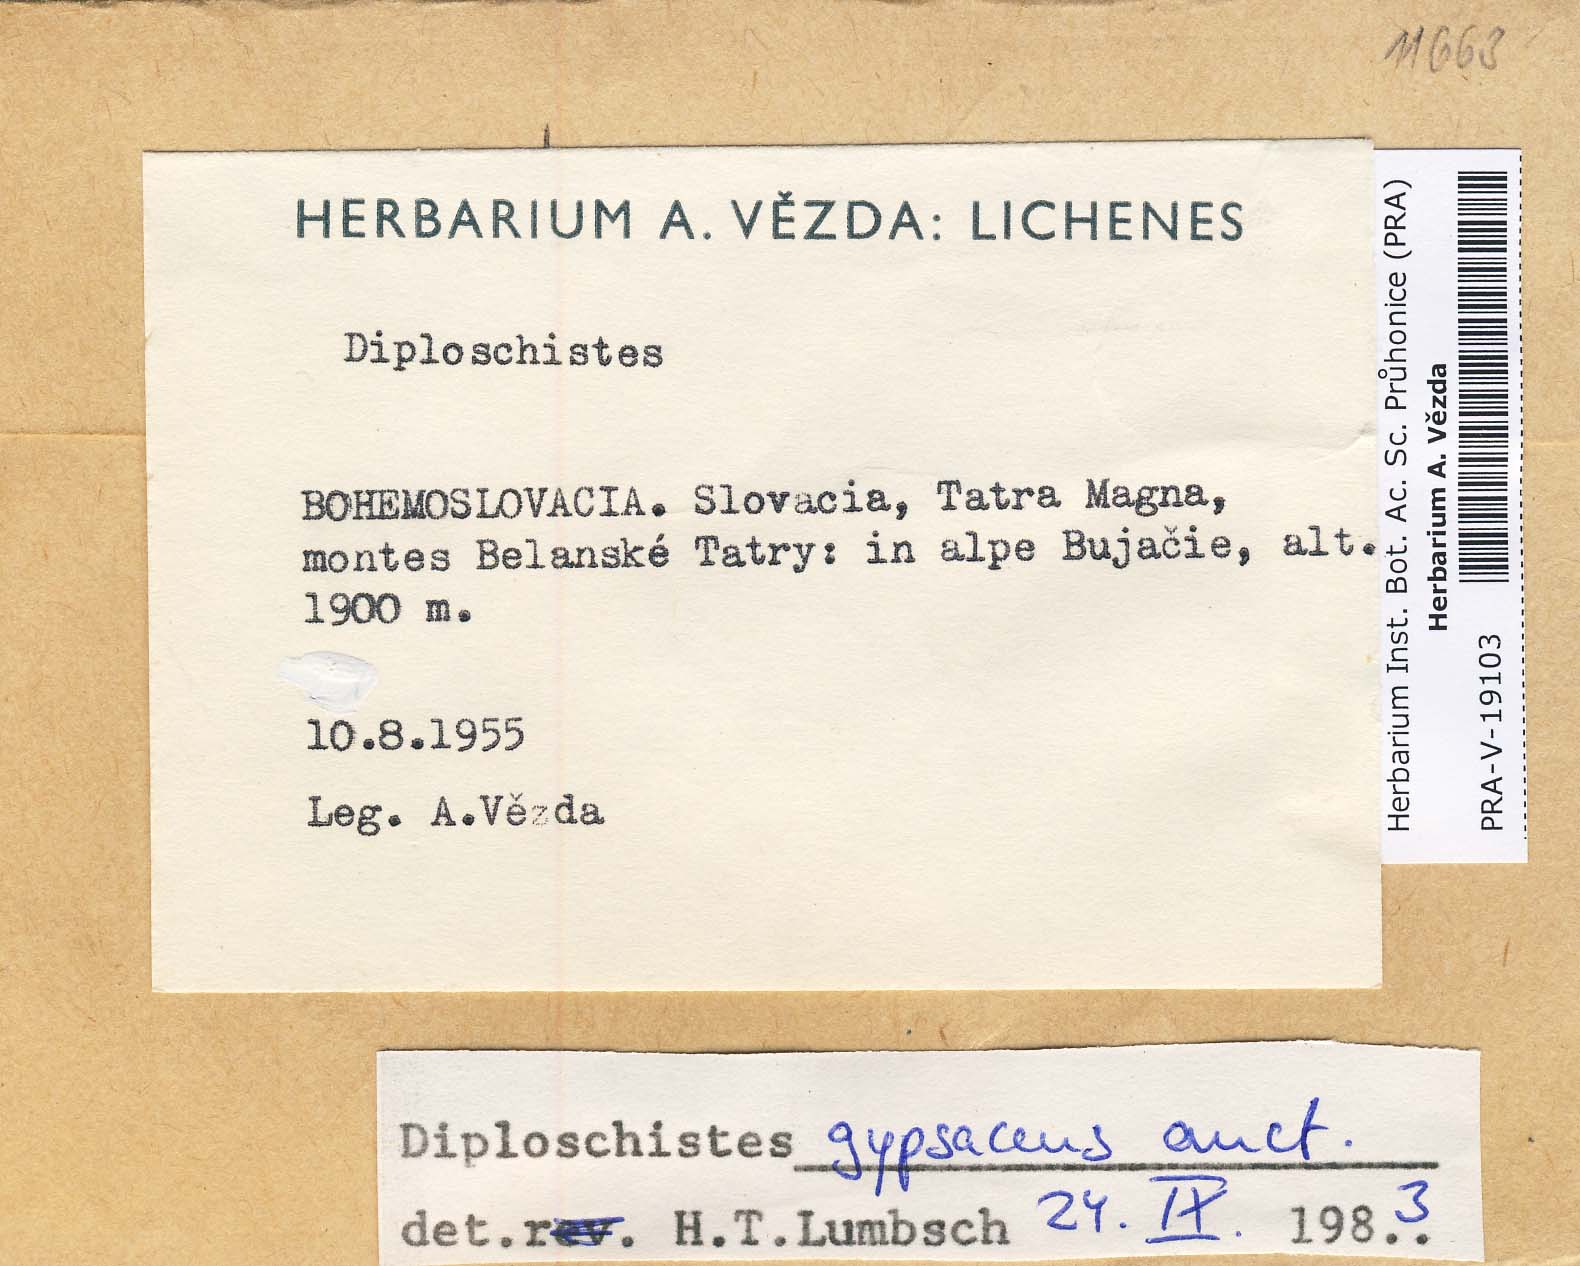 11663
HERBARIUM A. VĚZDA: LICHENES
Diploschistes
BOHEMOSLOVACIA. Slovacia, Tatra Magna,
montes Belanské Tatry: in alpe Bujačie, alt.
1900 m.
10.8.1955
Leg. A.Vězda
Herbarium Inst. Bot. Ac. Sc. Průhonice (PRA)
Herbarium A. Vězda
PRA-V-19103
Diploschistes gypsaceus auct.
det.rev. H.T.Lumbsch 24. IX. 1983..